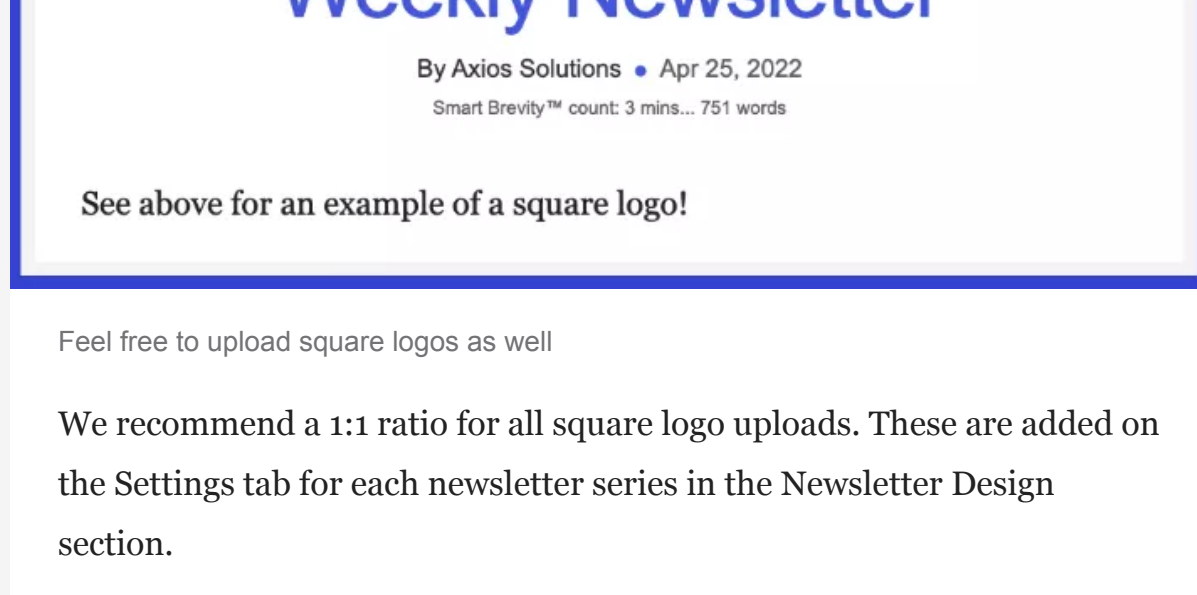 Weekly Newsletter
By Axios Solutions • Apr 25, 2022
Smart Brevity™ count: 3 mins... 751 words
See above for an example of a square logo!
Feel free to upload square logos as well
We recommend a 1:1 ratio for all square logo uploads. These are added on
the Settings tab for each newsletter series in the Newsletter Design
section.